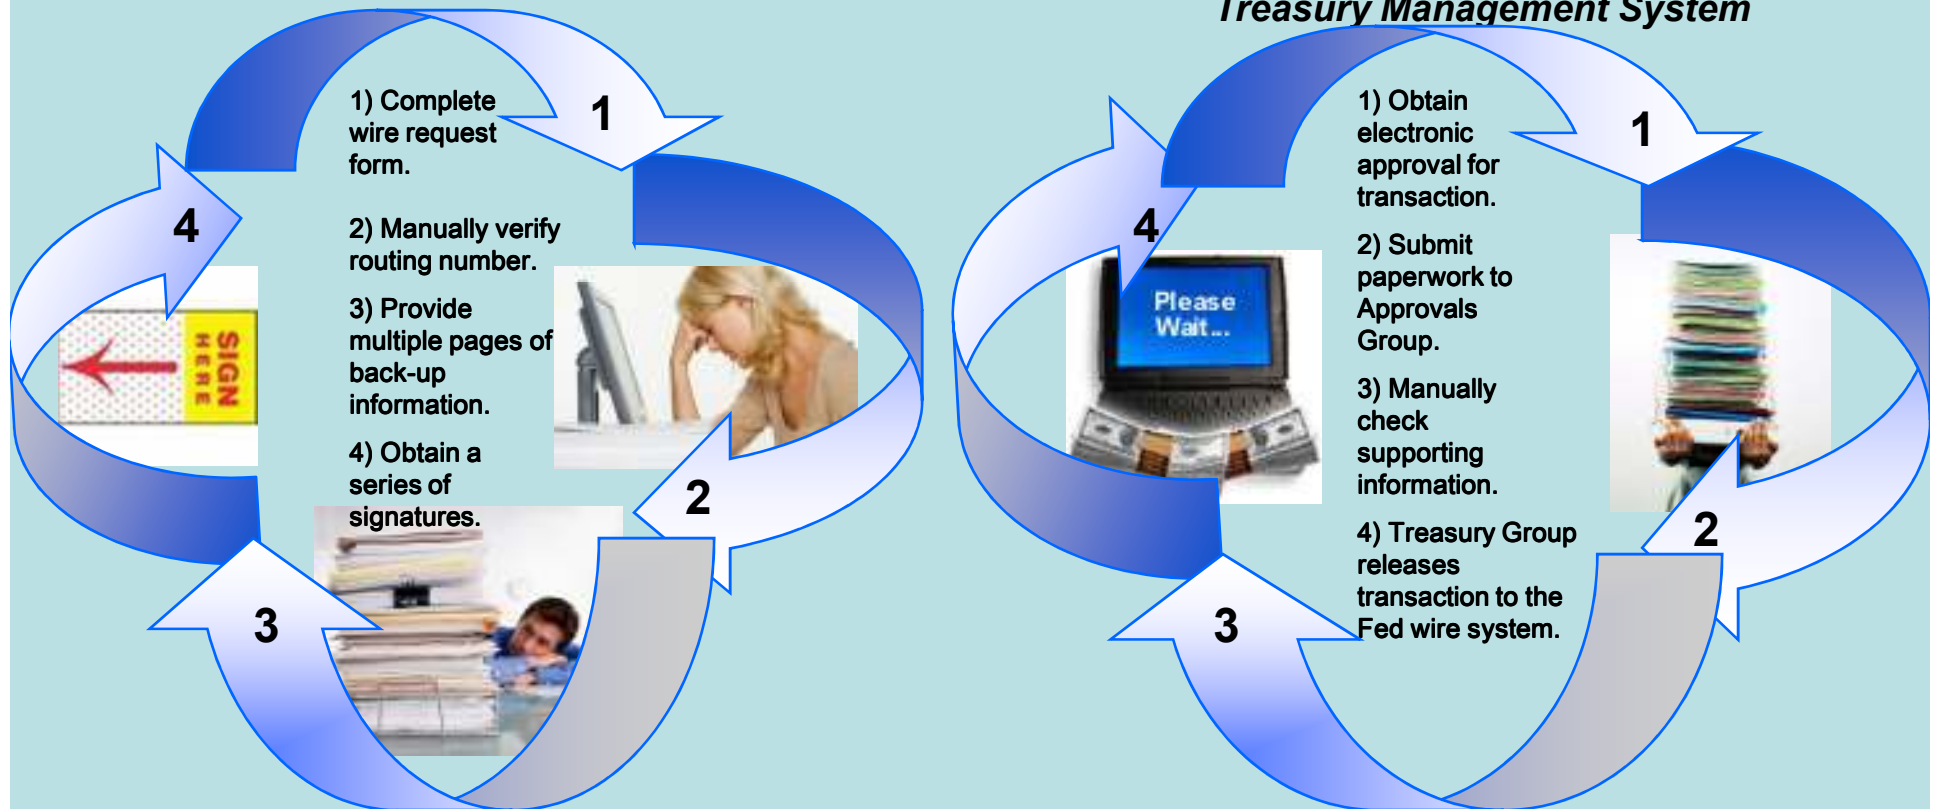 Treasury Management System
1) Complete
wire request
form.
2) Manually verify
routing number.
3) Provide
multiple pages of
back-up
information.
4) Obtain a
series of
signatures.
1
2
3
4
SIGN
HERE
1) Obtain
electronic
approval for
transaction.
2) Submit
paperwork to
Approvals
Group.
3) Manually
check
supporting
information.
4) Treasury Group
releases
transaction to the
Fed wire system.
1
2
3
4
Please
Wait...